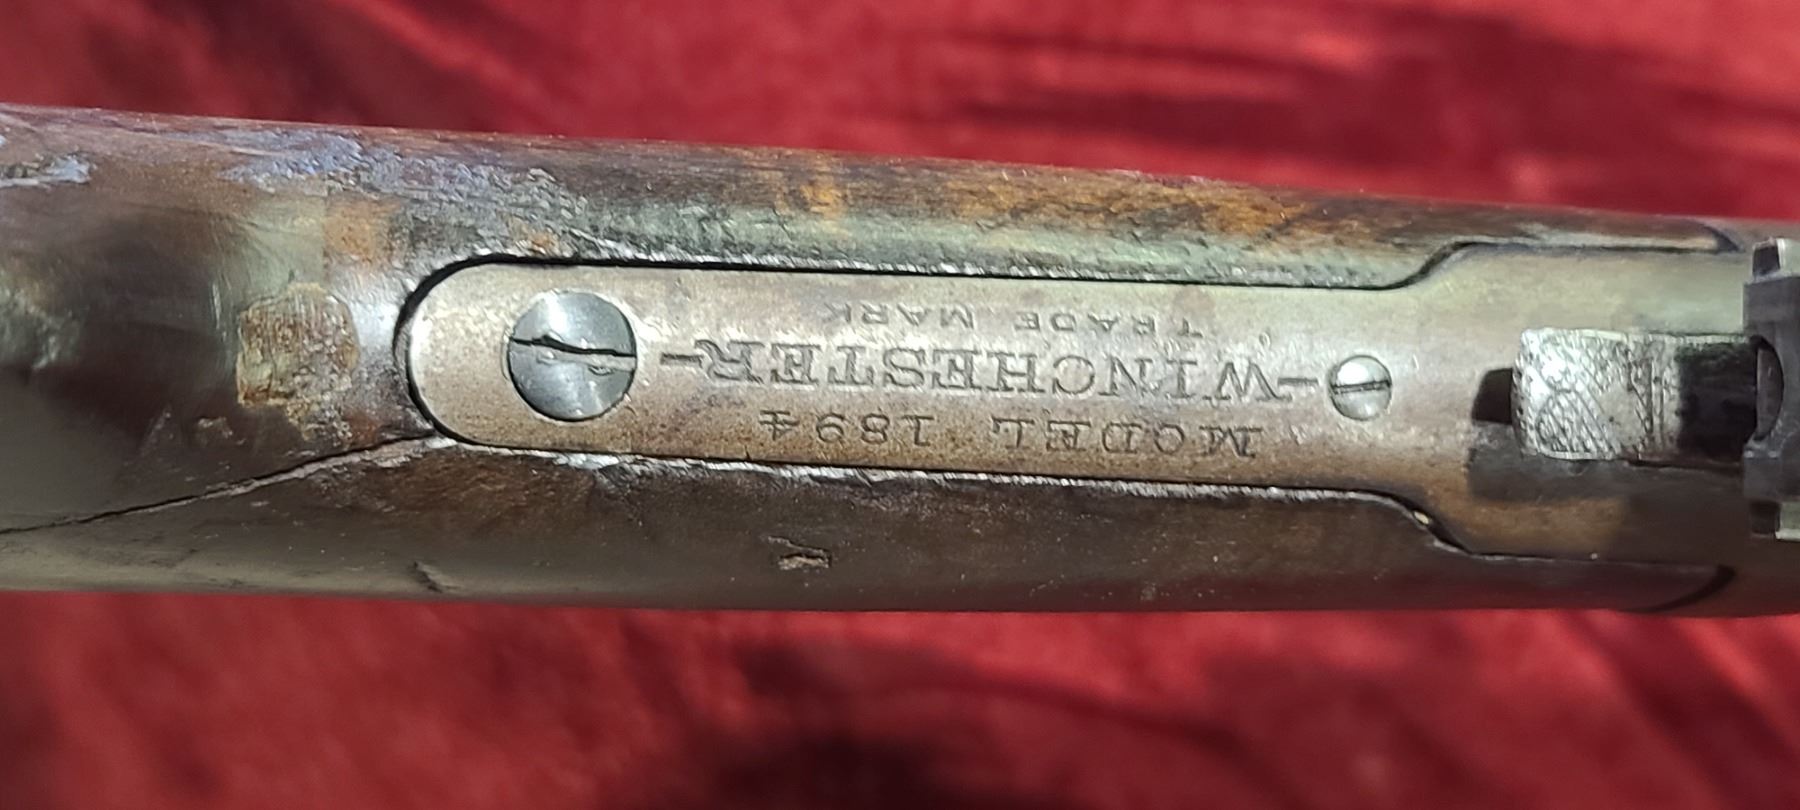 MODEL 1894
-WINCHESTER-
TRADE MARK